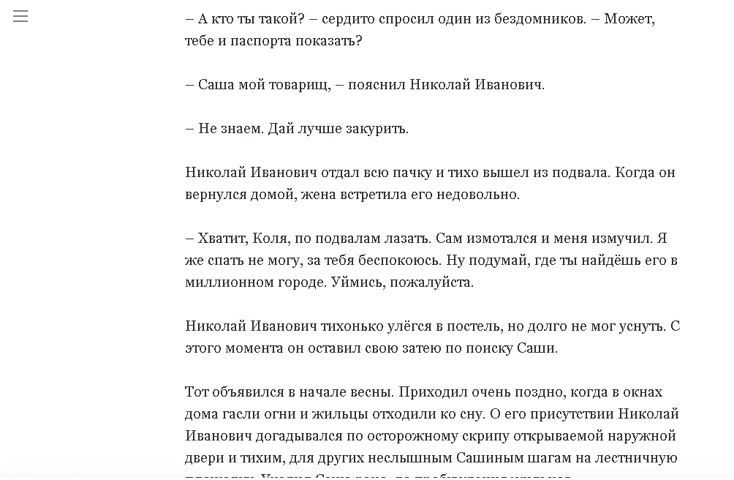 – А кто ты такой? – сердито спросил один из бездомников. – Может,
тебе и паспорта показать?
– Саша мой товарищ, – пояснил Николай Иванович.
– Не знаем. Дай лучше закурить.
Николай Иванович отдал всю пачку и тихо вышел из подвала. Когда он
вернулся домой, жена встретила его недовольно.
– Хватит, Коля, по подвалам лазать. Сам измотался и меня измучил. Я
же спать не могу, за тебя беспокоюсь. Ну подумай, где ты найдёшь его в
миллионном городе. Уймись, пожалуйста.
Николай Иванович тихонько улёгся в постель, но долго не мог уснуть. С
этого момента он оставил свою затею по поиску Саши.
Тот объявился в начале весны. Приходил очень поздно, когда в окнах
дома гасли огни и жильцы отходили ко сну. О его присутствии Николай
Иванович догадывался по осторожному скрипу открываемой наружной
двери и тихим, для других неслышным Сашиным шагам на лестничную